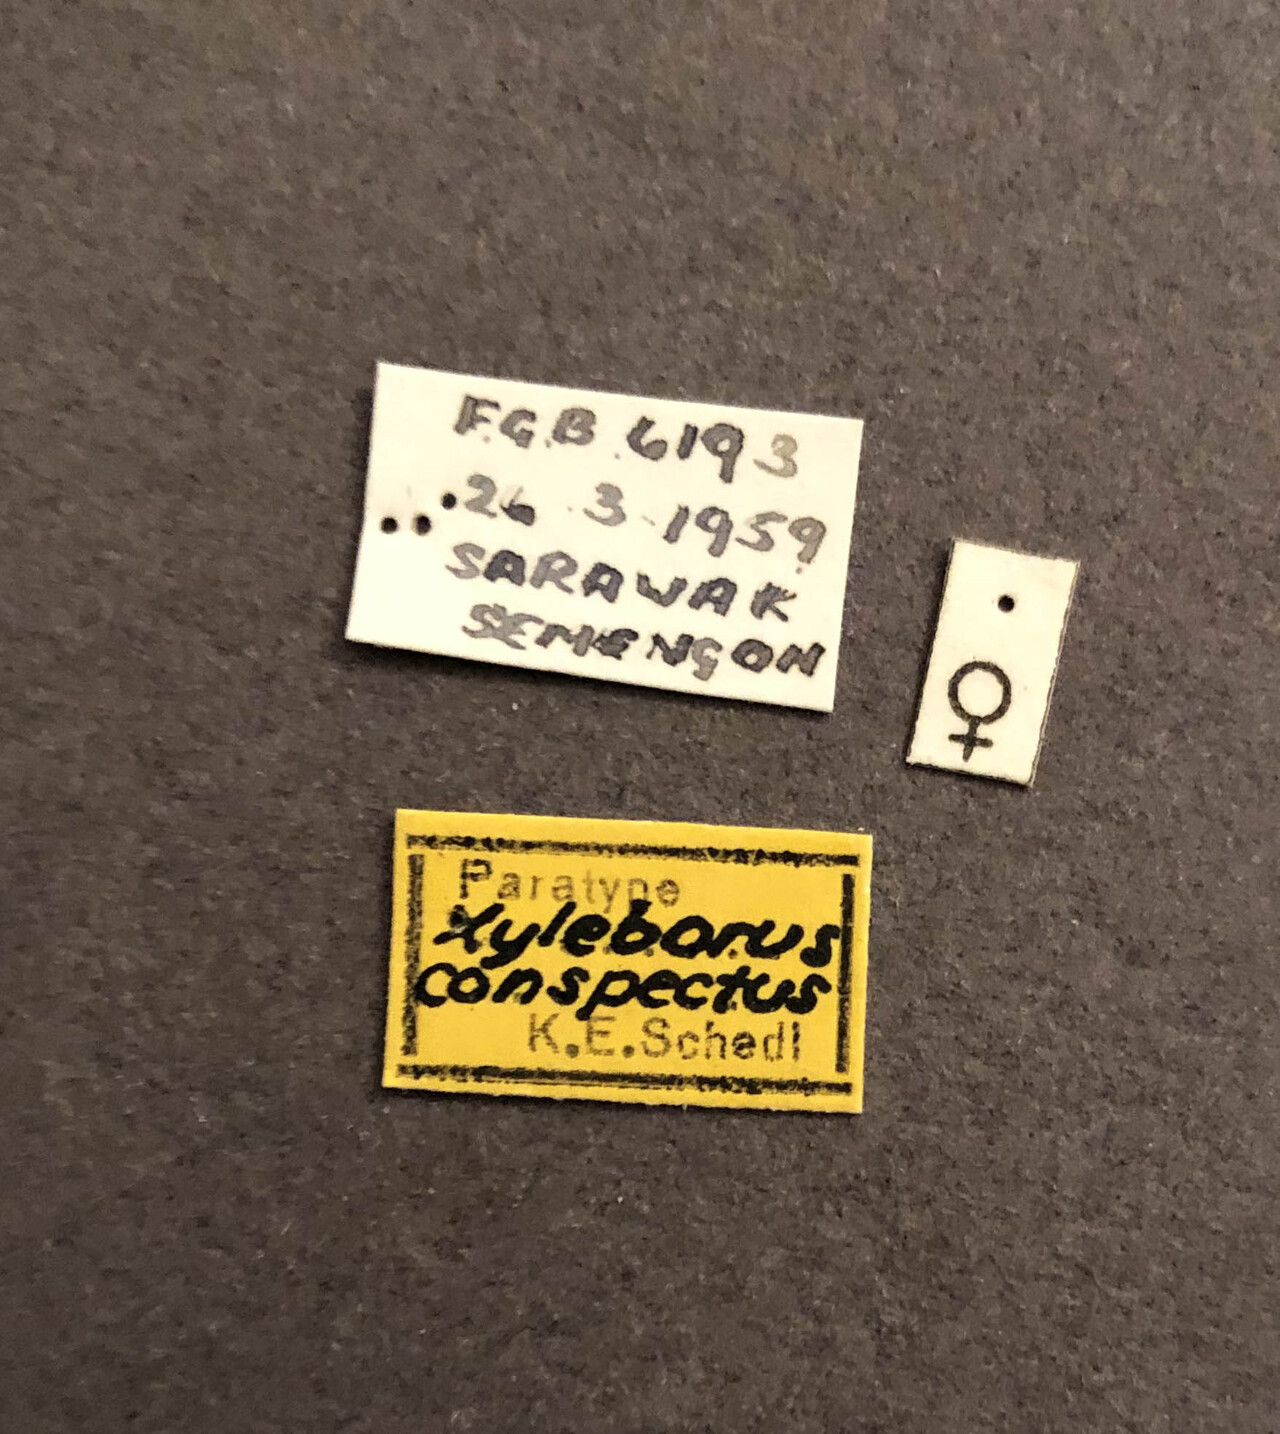 F.G.B. 6193
26.3.1959
SARAWAK
SEMENGON
♀
Paratype
Xyleborus
conspectus
K.E.Schedl